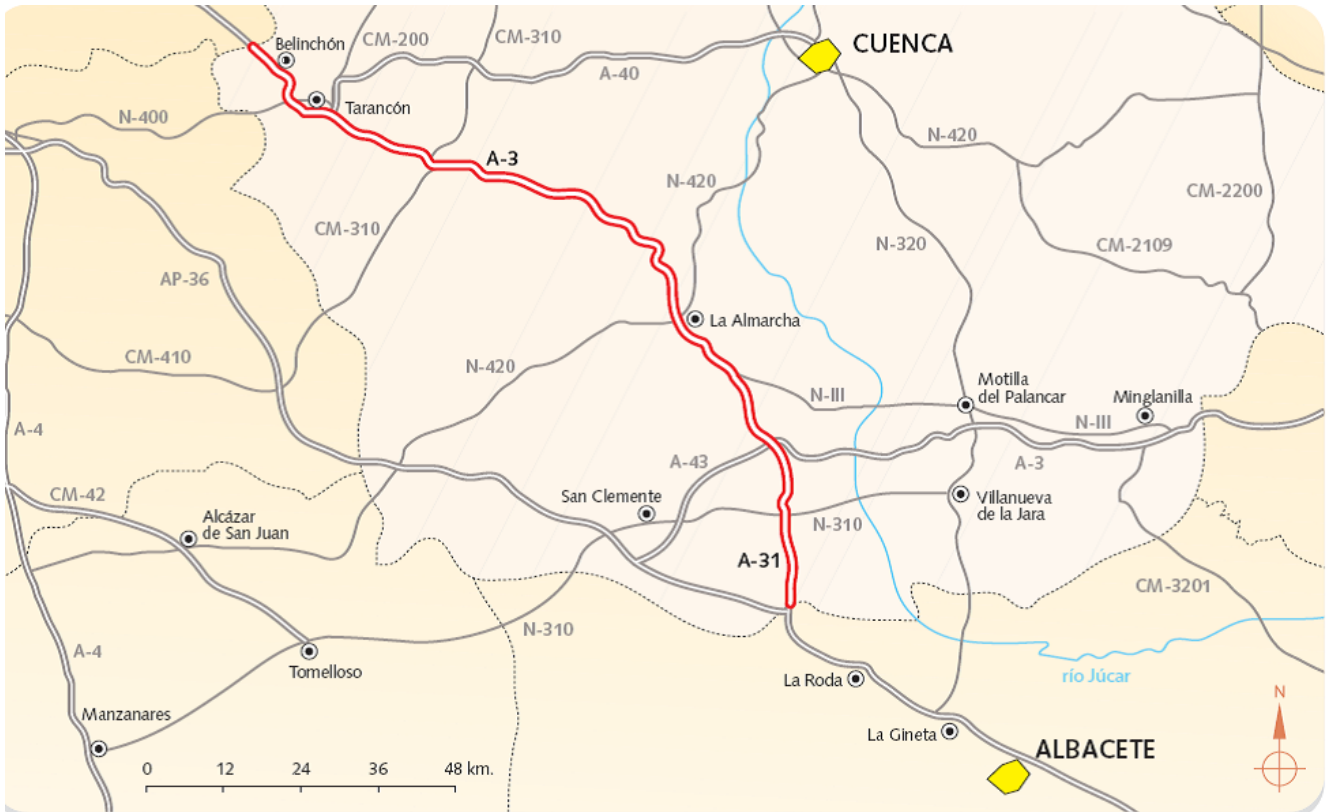 Belinchón
CM-200
CM-310
CUENCA
A-40
Tarancón
N-400
N-420
A-3
N-420
CM-2200
CM-310
N-320
CM-2109
AP-36
La Almarcha
CM-410
N-420
Motilla
del Palancar
N-III
Minglanilla
N-III
A-4
A-43
A-3
CM-42
San Clemente
Villanueva
de la Jara
Alcázar
de San Juan
N-310
A-31
CM-3201
N-310
A-4
Tomelloso
río Júcar
La Roda
N
Manzanares
La Gineta
ALBACETE
0 12 24 36 48 km.